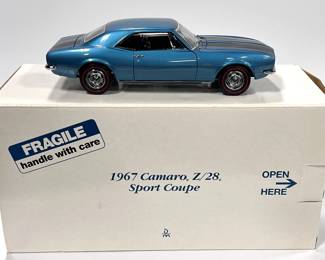 FRAGILE
handle with care
1967 Camaro, Z/28,
Sport Coupe
OPEN
HERE